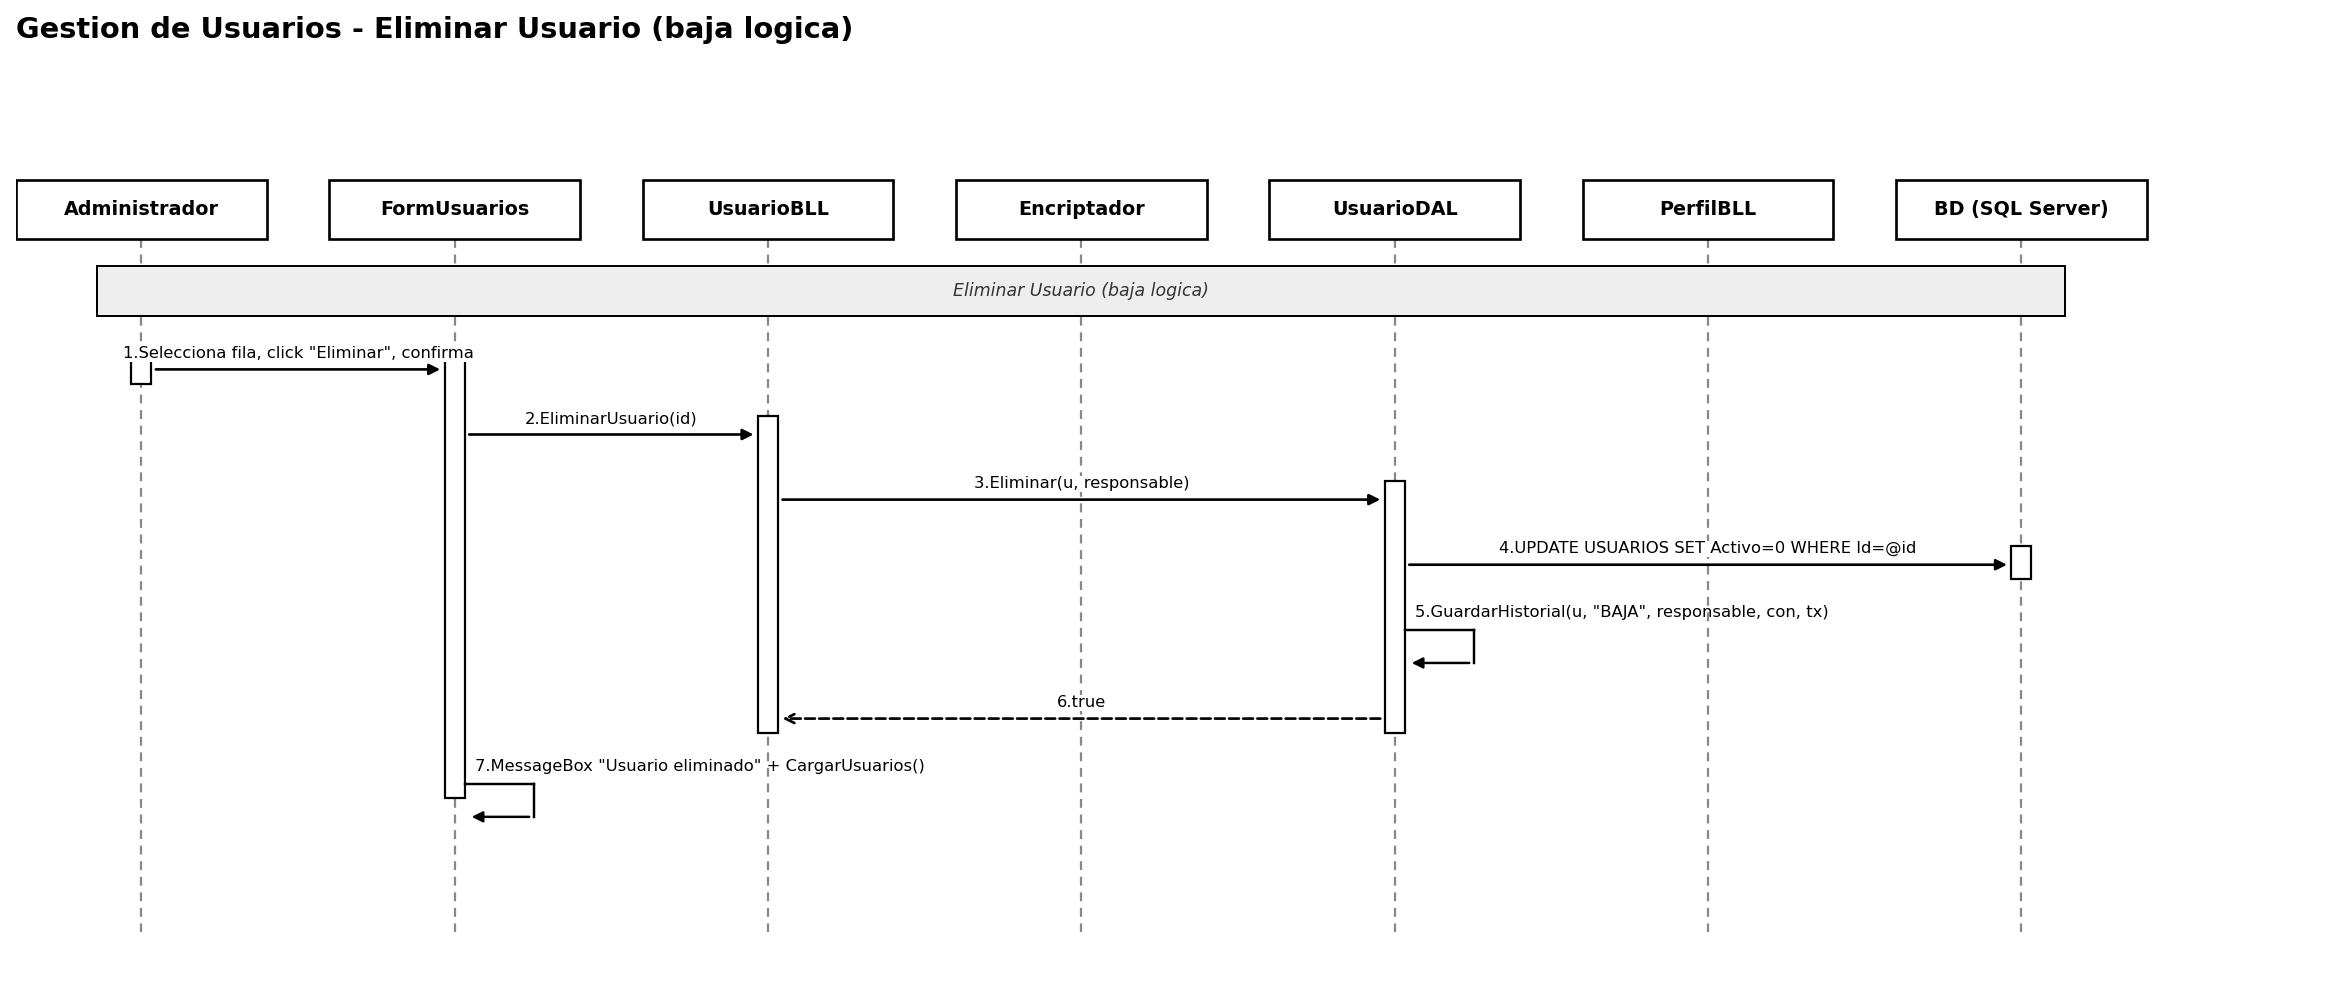 Gestion de Usuarios - Eliminar Usuario (baja logica)
Administrador
FormUsuarios
UsuarioBLL
Encriptador
UsuarioDAL
PerfilBLL
BD (SQL Server)
Eliminar Usuario (baja logica)
1.Selecciona fila, click "Eliminar", confirma
2.EliminarUsuario(id)
3.Eliminar(u, responsable)
4.UPDATE USUARIOS SET Activo=0 WHERE Id=@id
5.GuardarHistorial(u, "BAJA", responsable, con, tx)
6.true
7.MessageBox "Usuario eliminado" + CargarUsuarios()